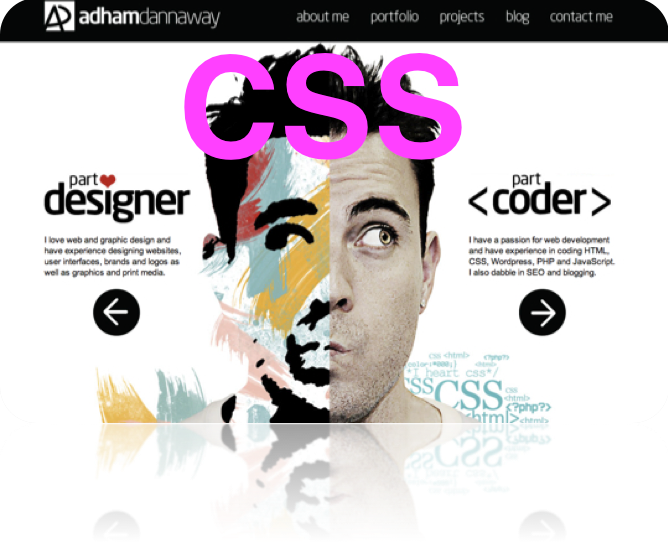 adhamdannaway
about me portfolio projects blog contact me
CSS
part
designer
I love web and graphic design and
have experience designing websites,
user interfaces, brands and logos as
well as graphics and print media.
part
<coder>
I have a passion for web development
and have experience in coding HTML,
CSS, Wordpress, PHP and JavaScript.
I also dabble in SEO and blogging.
css <html> <?php?>
{color:#000;} <html>
*I heart css*/
css CSS css
<html>
<?php?>
html> <html>